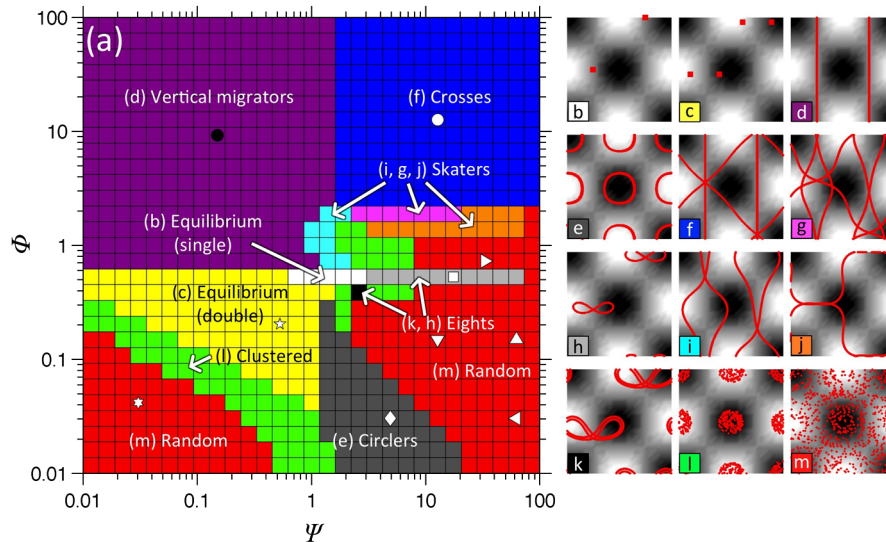 (a)
100
10
1
0.1
0.01
Φ
(d) Vertical migrators
(f) Crosses
(i, g, j) Skaters
(b) Equilibrium
(single)
(c) Equilibrium
(double)
(k, h) Eights
(l) Clustered
(m) Random
(m) Random
(e) Circlers
0.01
0.1
1
10
100
Ψ
b
c
d
e
f
g
h
i
j
k
l
m